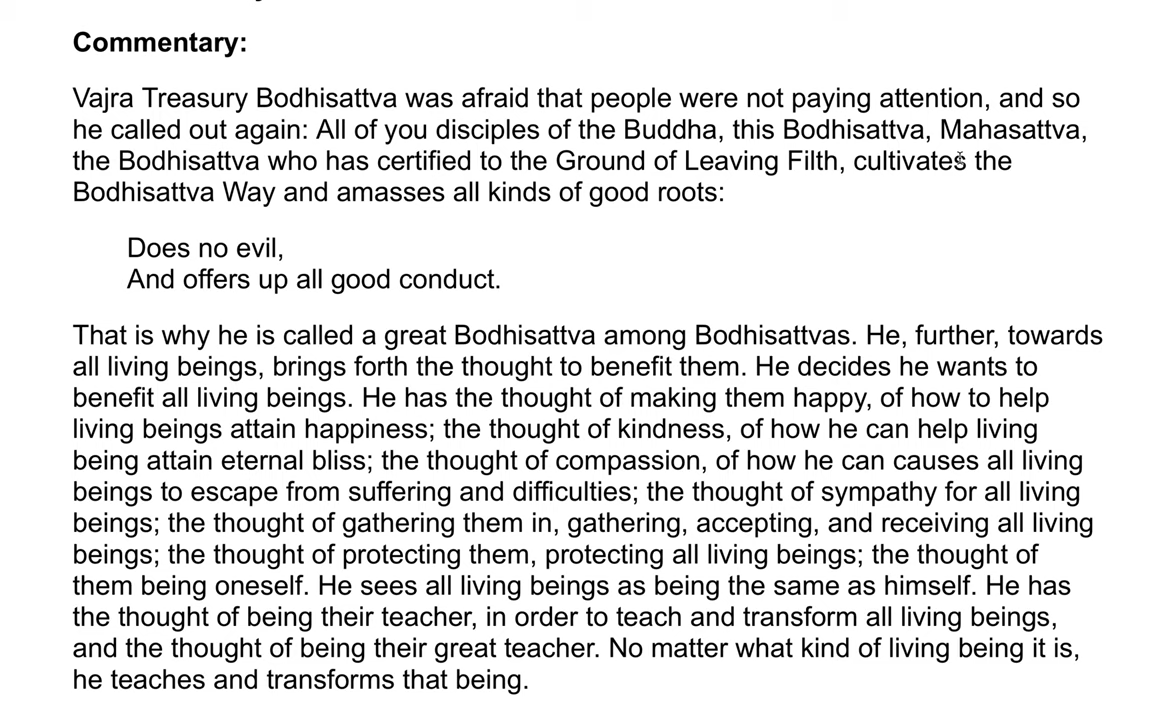 Commentary:
Vajra Treasury Bodhisattva was afraid that people were not paying attention, and so
he called out again: All of you disciples of the Buddha, this Bodhisattva, Mahasattva,
the Bodhisattva who has certified to the Ground of Leaving Filth, cultivates the
Bodhisattva Way and amasses all kinds of good roots:
Does no evil,
And offers up all good conduct.
That is why he is called a great Bodhisattva among Bodhisattvas. He, further, towards
all living beings, brings forth the thought to benefit them. He decides he wants to
benefit all living beings. He has the thought of making them happy, of how to help
living beings attain happiness; the thought of kindness, of how he can help living
being attain eternal bliss; the thought of compassion, of how he can causes all living
beings to escape from suffering and difficulties; the thought of sympathy for all living
beings; the thought of gathering them in, gathering, accepting, and receiving all living
beings; the thought of protecting them, protecting all living beings; the thought of
them being oneself. He sees all living beings as being the same as himself. He has
the thought of being their teacher, in order to teach and transform all living beings,
and the thought of being their great teacher. No matter what kind of living being it is,
he teaches and transforms that being.